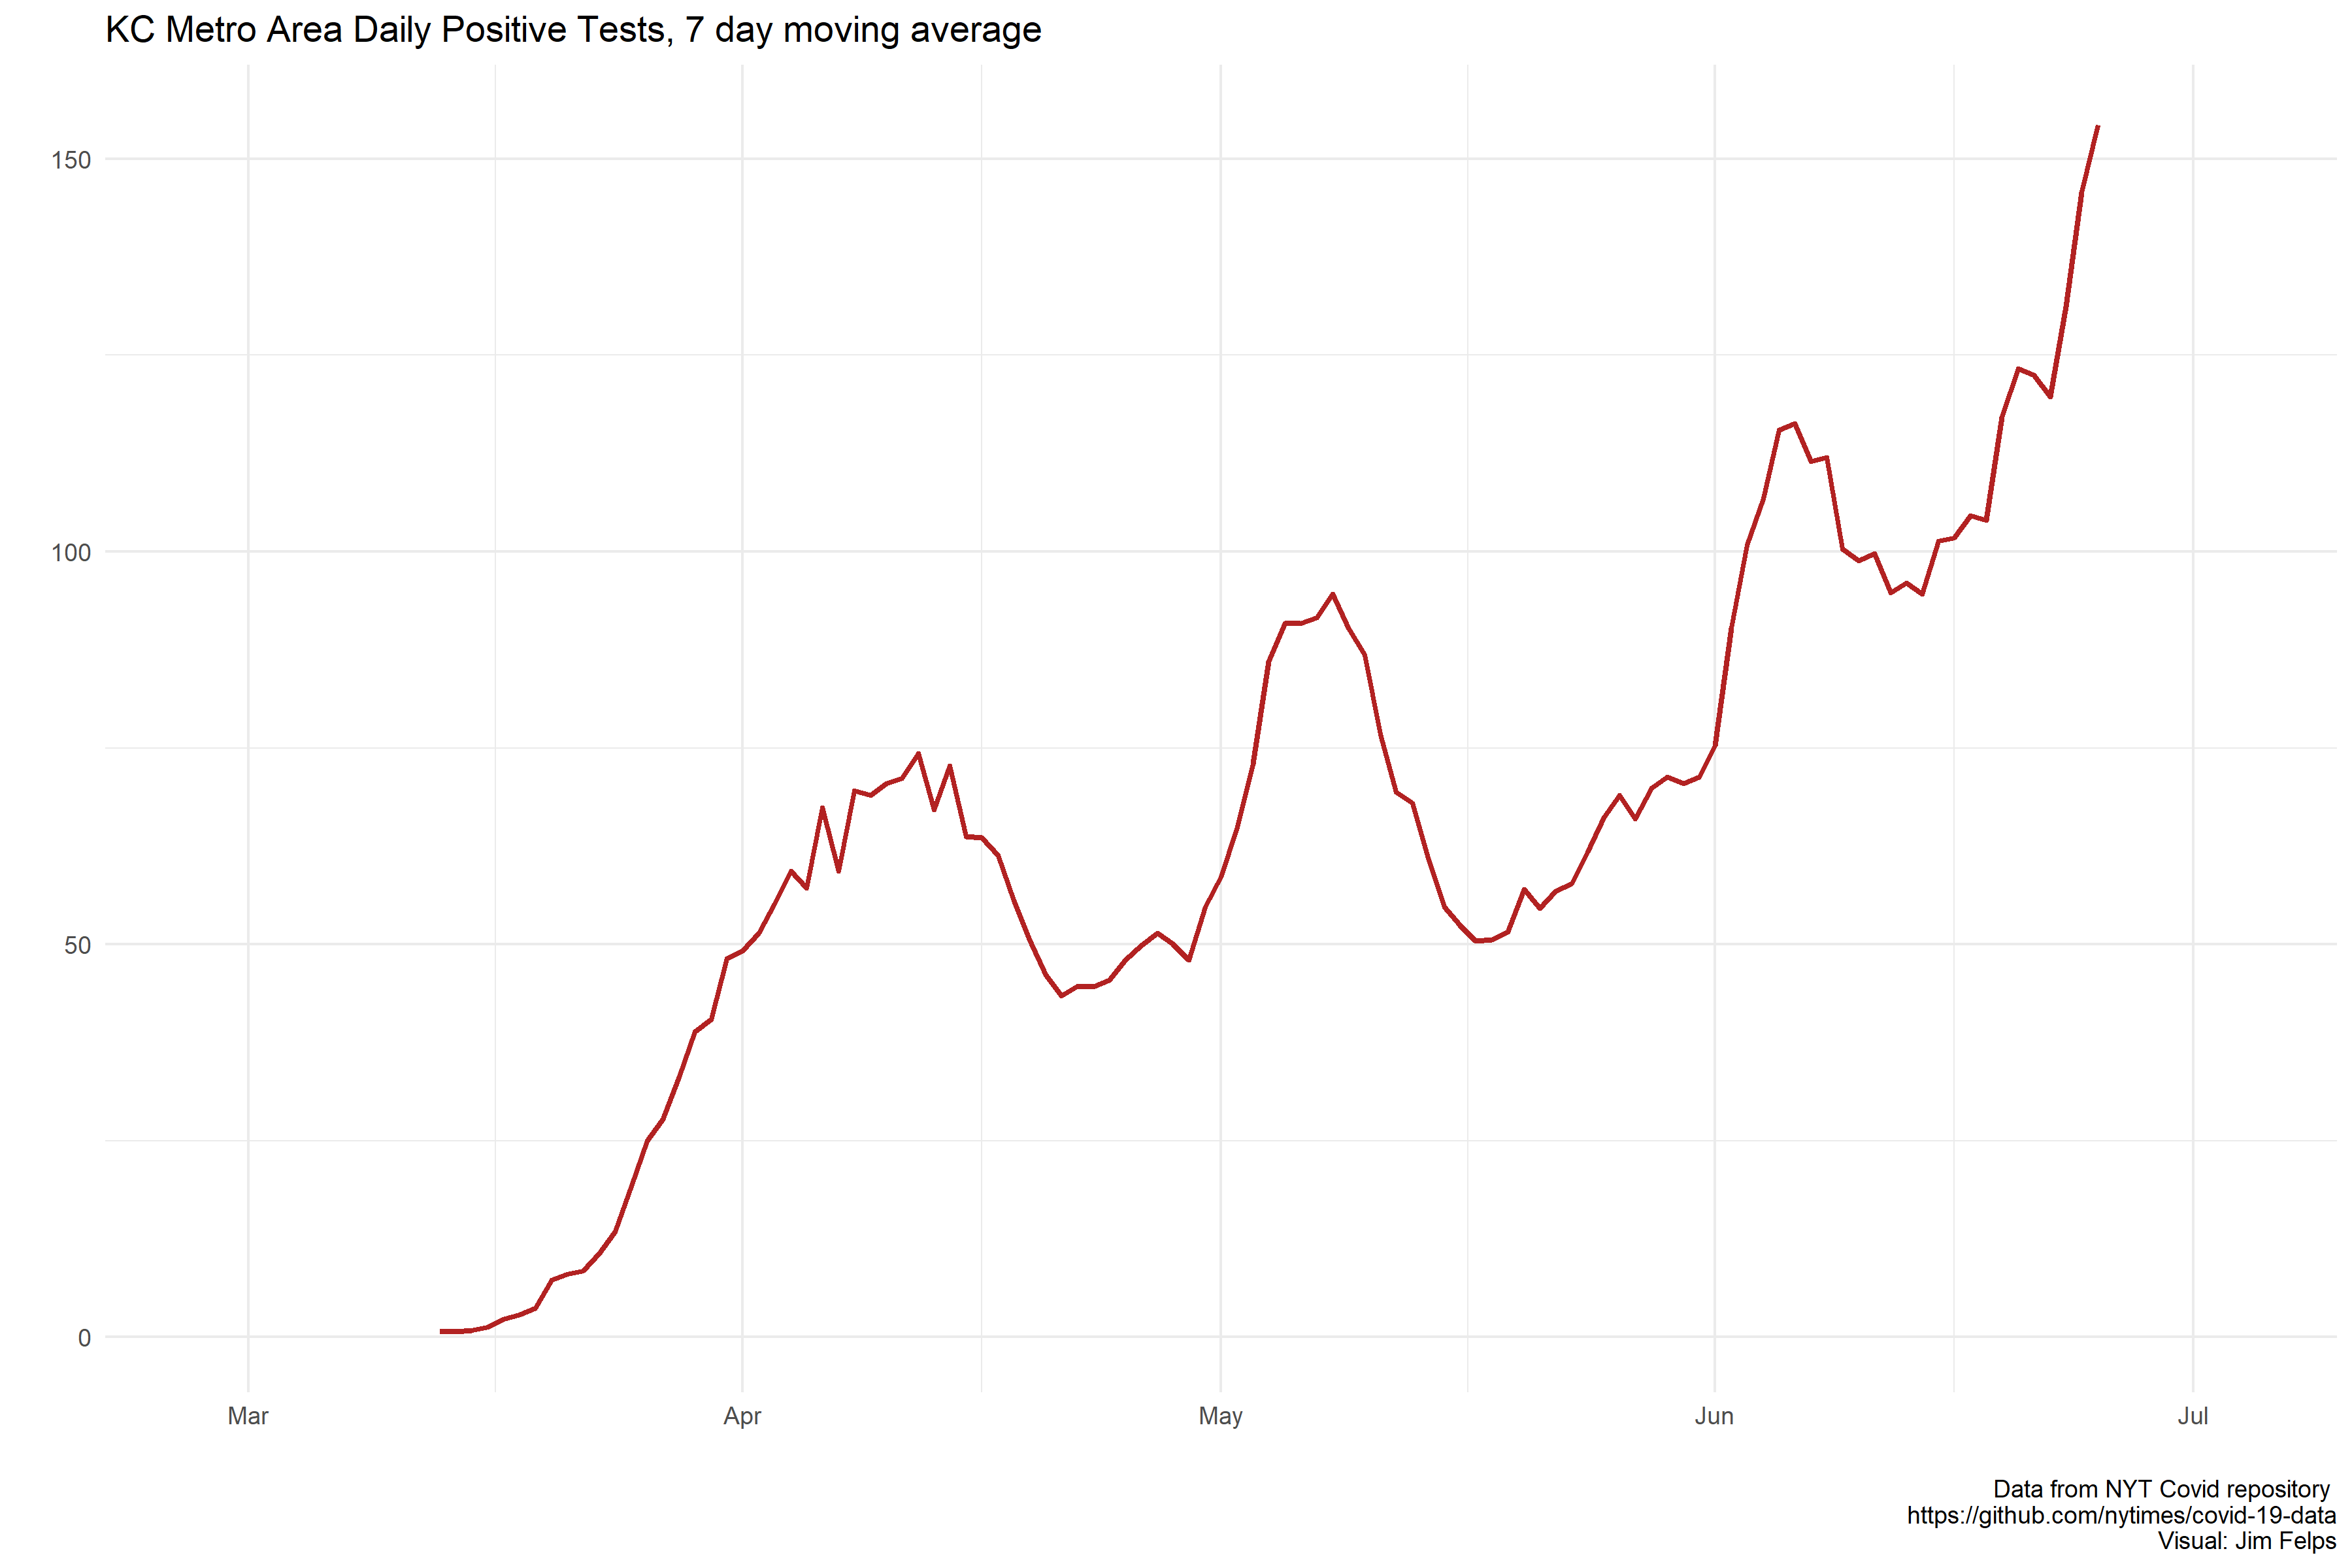 KC Metro Area Daily Positive Tests, 7 day moving average
150
100
50
0
Mar Apr May Jun Jul
Data from NYT Covid repository
https://github.com/nytimes/covid-19-data
Visual: Jim Felps